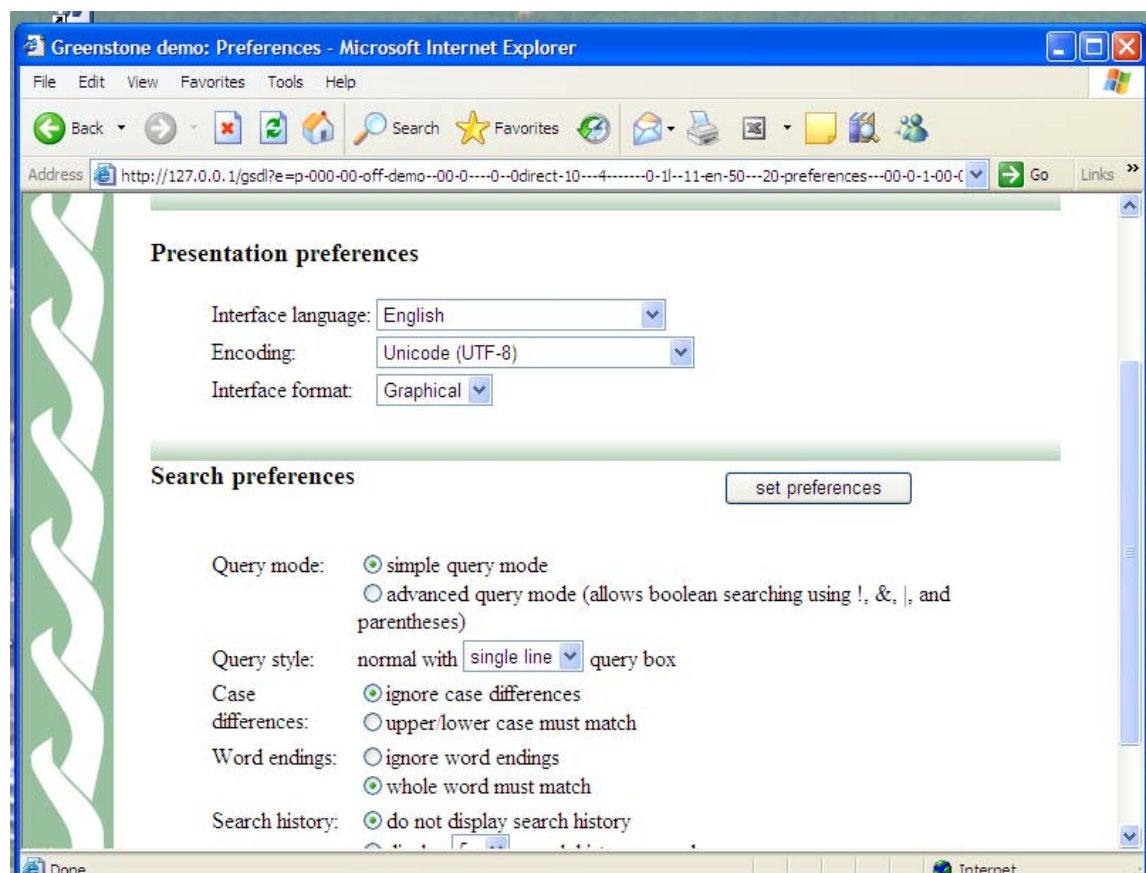 Greenstone demo: Preferences - Microsoft Internet Explorer
File Edit View Favorites Tools Help
Back Search Favorites
Address http://127.0.0.1/gsdl?e=p-000-00-off-demo--00-0----0--0direct-10---4-------0-1l--11-en-50---20-preferences---00-0-1-00-0 Go Links »
Presentation preferences
Interface language: English
Encoding: Unicode (UTF-8)
Interface format: Graphical
Search preferences
set preferences
Query mode: simple query mode
advanced query mode (allows boolean searching using !, &, |, and
parentheses)
Query style: normal with single line query box
Case ignore case differences
differences: upper/lower case must match
Word endings: ignore word endings
whole word must match
Search history: do not display search history
Done Internet